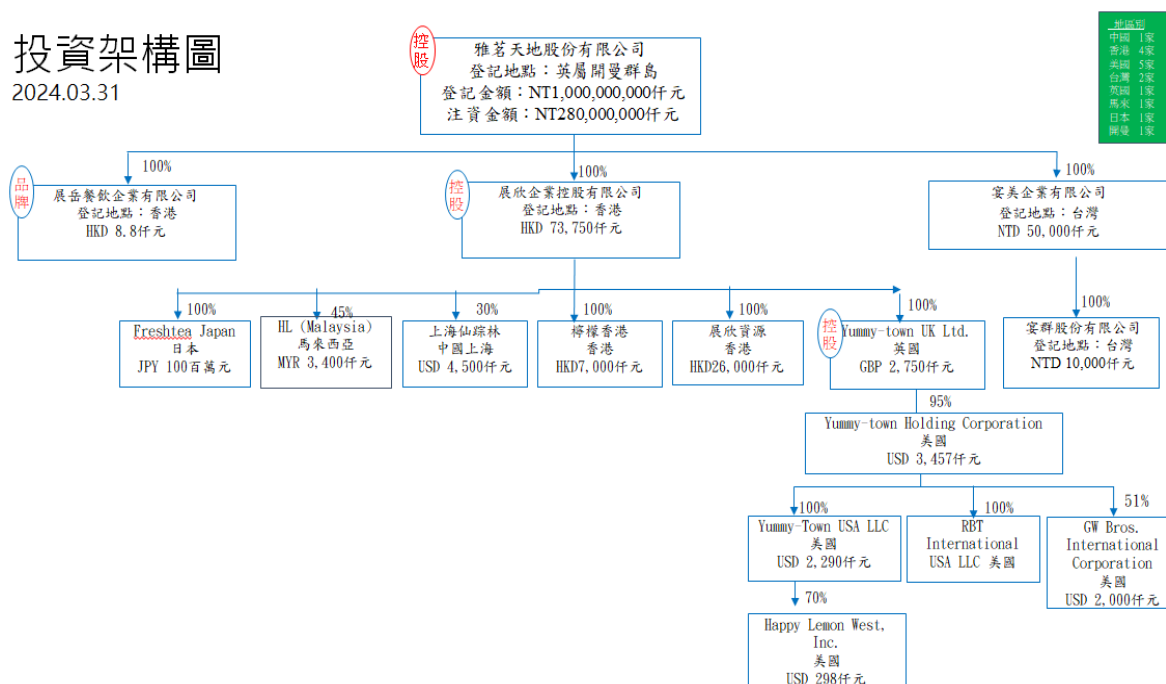 投資架構圖
2024.03.31
控股
雅茗天地股份有限公司
登記地點：英屬開曼群島
登記金額：NT1,000,000,000仟元
注資金額：NT280,000,000仟元
地區別
中國 1家
香港 4家
美國 5家
台灣 2家
英國 1家
馬來 1家
日本 1家
開曼 1家
100%
100%
100%
品牌
展岳餐飲企業有限公司
登記地點：香港
HKD 8.8仟元
控股
展欣企業控股有限公司
登記地點：香港
HKD 73,750仟元
宴美企業有限公司
登記地點：台灣
NTD 50,000仟元
100%
45%
30%
100%
100%
100%
100%
Freshtea Japan
日本
JPY 100百萬元
HL (Malaysia)
馬來西亞
MYR 3,400仟元
上海仙踪林
中國上海
USD 4,500仟元
檸檬香港
香港
HKD7,000仟元
展欣資源
香港
HKD26,000仟元
控股
Yummy-town UK Ltd.
英國
GBP 2,750仟元
宴群股份有限公司
登記地點：台灣
NTD 10,000仟元
95%
Yummy-town Holding Corporation
美國
USD 3,457仟元
100%
100%
51%
Yummy-Town USA LLC
美國
USD 2,290仟元
RBT
International
USA LLC 美國
GW Bros.
International
Corporation
美國
USD 2,000仟元
70%
Happy Lemon West,
Inc.
美國
USD 298仟元